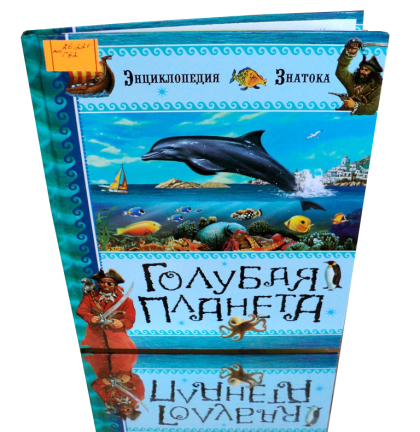 Энциклопедия Знатока
Голубая
планета